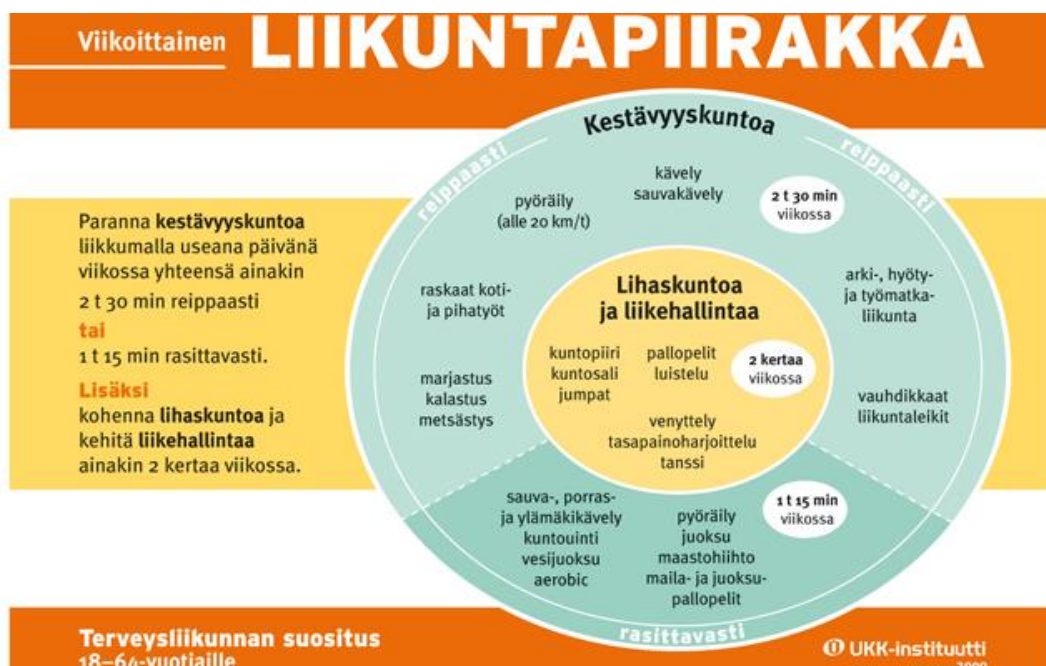 Viikoittainen LIIKUNTAPIIRAKKA
Paranna kestävyyskuntoa
liikkumalla useana päivänä
viikossa yhteensä ainakin
2 t 30 min reippaasti
tai
1 t 15 min rasittavasti.
Lisäksi
kohenna lihaskuntoa ja
kehitä liikehallintaa
ainakin 2 kertaa viikossa.
Kestävyyskuntoa
reippaasti
reippaasti
kävely
sauvakävely
2 t 30 min
viikossa
pyöräily
(alle 20 km/t)
raskaat koti-
ja pihatyöt
marjastus
kalastus
metsästys
arki-, hyöty-
ja työmatka-
liikunta
vauhdikkaat
liikuntaleikit
Lihaskuntoa
ja liikehallintaa
kuntopiiri
kuntosali
jumpat
pallopelit
luistelu
2 kertaa
viikossa
venyttely
tasapainoharjoittelu
tanssi
sauva-, porras-
ja ylämäkikävely
kuntouinti
vesijuoksu
aerobic
pyöräily
juoksu
maastohiihto
maila- ja juoksu-
pallopelit
1 t 15 min
viikossa
rasittavasti
Terveysliikunnan suositus
18–64-vuotiaille
UKK-instituutti
2009